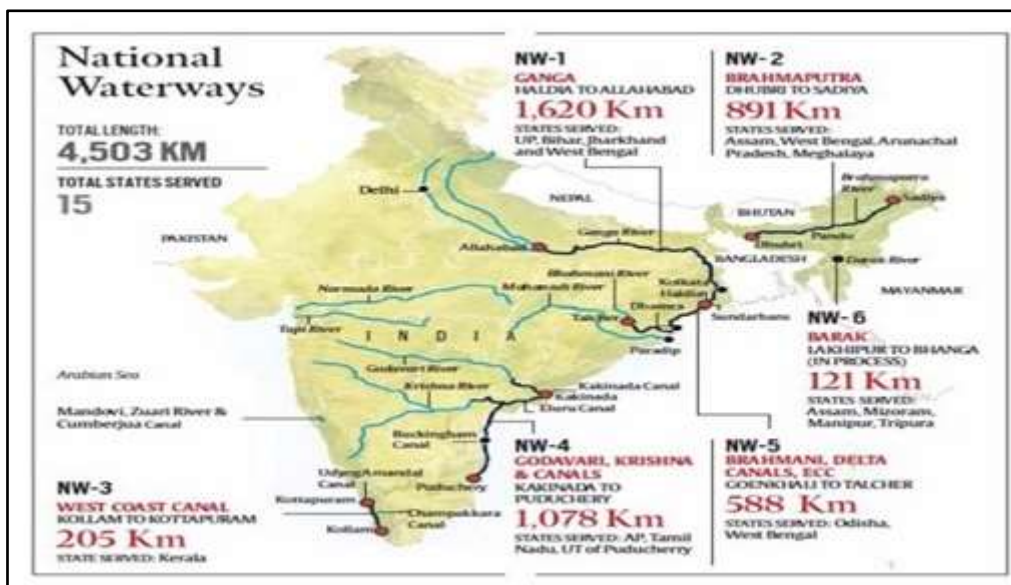 National
Waterways
TOTAL LENGTH:
4,503 KM
TOTAL STATES SERVED
15
NW-1
GANGA
HALDIA TO ALLAHABAD
1,620 Km
STATES SERVED:
UP, Bihar, Jharkhand
and West Bengal
NW-2
BRAHMAPUTRA
DHUBRI TO SADIYA
891 Km
STATES SERVED:
Assam, West Bengal, Arunachal
Pradesh, Meghalaya
Delhi
NEPAL
BHUTAN
Brahmaputra
River
Sadiya
PAKISTAN
Allahabad
Ganga River
Dhubri
Pandu
BANGLADESH
Brahmani River
Kolkata
Haldia
MAYANMAR
Narmada River
Mahanadi River
Dhamra
Talcher
Sundarbans
Tapi River
INDIA
Paradip
NW-6
BARAK
LAKHIPUR TO BHANGA
(IN PROCESS)
121 Km
STATES SERVED:
Assam, Mizoram,
Manipur, Tripura
Arabian Sea
Godavari River
Krishna River
Kakinada Canal
Kakinada
Eluru Canal
Mandovi, Zuari River &
Cumberjua Canal
Buckingham
Canal
NW-4
GODAVARI, KRISHNA
& CANALS
KAKINADA TO
PUDUCHERY
1,078 Km
STATES SERVED: AP, Tamil
Nadu, UT of Puducherry
NW-5
BRAHMANI, DELTA
CANALS, ECC
GOENKHALI TO TALCHER
588 Km
STATES SERVED: Odisha,
West Bengal
Canal
Puduchery
NW-3
WEST COAST CANAL
KOLLAM TO KOTTAPURAM
205 Km
STATE SERVED: Kerala
Kottapuram
Champakkara
Canal
Kollam